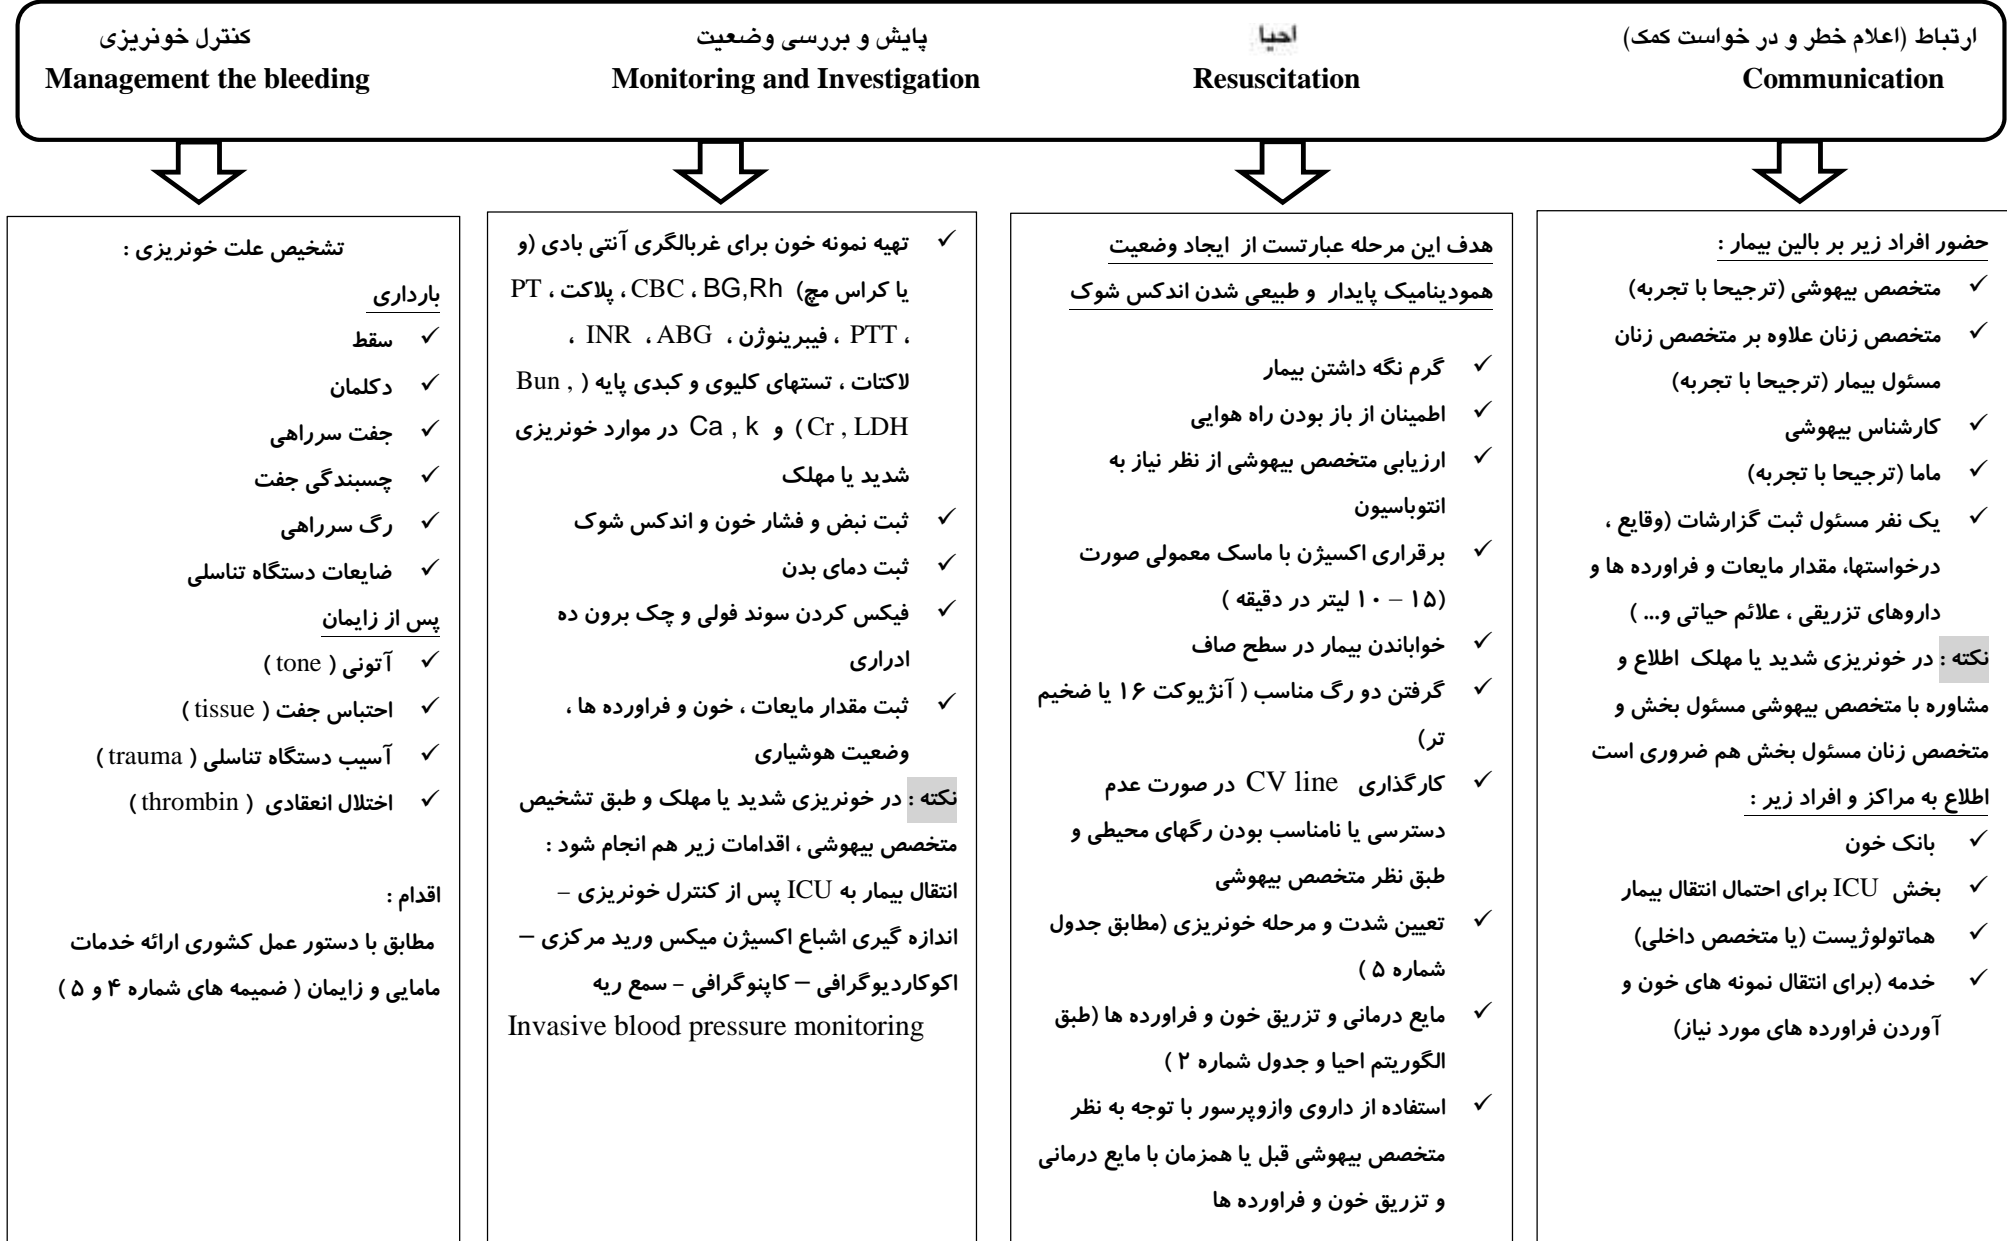 ارتباط (اعلام خطر و در خواست کمک)
Communication
احیا
Resuscitation
پایش و بررسی وضعیت
Monitoring and Investigation
کنترل خونریزی
Management the bleeding
حضور افراد زیر بر بالین بیمار :
✓ متخصص بیهوشی (ترجیحا با تجربه)
✓ متخصص زنان علاوه بر متخصص زنان
مسئول بیمار (ترجیحا با تجربه)
✓ کارشناس بیهوشی
✓ ماما (ترجیحا با تجربه)
✓ یک نفر مسئول ثبت گزارشات (وقایع ،
درخواستها، مقدار مایعات و فراورده ها و
داروهای تزریقی ، علائم حیاتی و... )
نکته : در خونریزی شدید یا مهلک اطلاع و
مشاوره با متخصص بیهوشی مسئول بخش و
متخصص زنان مسئول بخش هم ضروری است
اطلاع به مراکز و افراد زیر :
✓ بانک خون
✓ بخش ICU برای احتمال انتقال بیمار
✓ هماتولوژیست (یا متخصص داخلی)
✓ خدمه (برای انتقال نمونه های خون و
آوردن فراورده های مورد نیاز)
هدف این مرحله عبارتست از ایجاد وضعیت
همودینامیک پایدار و طبیعی شدن اندکس شوک
✓ گرم نگه داشتن بیمار
✓ اطمینان از باز بودن راه هوایی
✓ ارزیابی متخصص بیهوشی از نظر نیاز به
انتوباسیون
✓ برقراری اکسیژن با ماسک معمولی صورت
(۱۵ – ۱۰ لیتر در دقیقه )
✓ خواباندن بیمار در سطح صاف
✓ گرفتن دو رگ مناسب ( آنژیوکت ۱۶ یا ضخیم
تر)
✓ کارگذاری CV line در صورت عدم
دسترسی یا نامناسب بودن رگهای محیطی و
طبق نظر متخصص بیهوشی
✓ تعیین شدت و مرحله خونریزی (مطابق جدول
شماره ۵ )
✓ مایع درمانی و تزریق خون و فراورده ها (طبق
الگوریتم احیا و جدول شماره ۲ )
✓ استفاده از داروی وازوپرسور با توجه به نظر
متخصص بیهوشی قبل یا همزمان با مایع درمانی
و تزریق خون و فراورده ها
✓ تهیه نمونه خون برای غربالگری آنتی بادی (و
یا کراس مچ) BG,Rh ، CBC ، پلاکت ، PT
، PTT ، فیبرینوژن ، ABG ، INR ،
لاکتات ، تستهای کلیوی و کبدی پایه ( Bun ,
Cr , LDH ) و Ca , k در موارد خونریزی
شدید یا مهلک
✓ ثبت نبض و فشار خون و اندکس شوک
✓ ثبت دمای بدن
✓ فیکس کردن سوند فولی و چک برون ده
ادراری
✓ ثبت مقدار مایعات ، خون و فراورده ها ،
وضعیت هوشیاری
نکته : در خونریزی شدید یا مهلک و طبق تشخیص
متخصص بیهوشی ، اقدامات زیر هم انجام شود :
انتقال بیمار به ICU پس از کنترل خونریزی –
اندازه گیری اشباع اکسیژن میکس ورید مرکزی –
اکوکاردیوگرافی – کاپنوگرافی - سمع ریه
Invasive blood pressure monitoring
تشخیص علت خونریزی :
بارداری
✓ سقط
✓ دکلمان
✓ جفت سرراهی
✓ چسبندگی جفت
✓ رگ سرراهی
✓ ضایعات دستگاه تناسلی
پس از زایمان
✓ آتونی ( tone )
✓ احتباس جفت ( tissue )
✓ آسیب دستگاه تناسلی ( trauma )
✓ اختلال انعقادی ( thrombin )
اقدام :
مطابق با دستور عمل کشوری ارائه خدمات
مامایی و زایمان ( ضمیمه های شماره ۴ و ۵ )